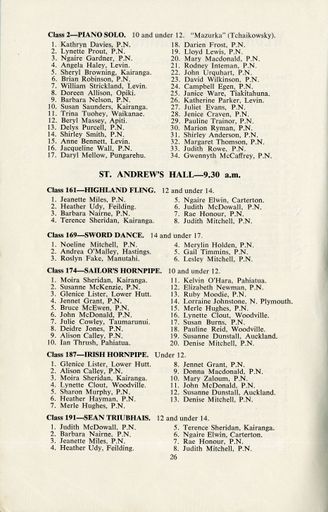 Class 2—PIANO SOLO. 10 and under 12. "Mazurka" (Tchaikovsky).
1. Kathryn Davies, P.N.
2. Lynette Prout, P.N.
3. Ngaire Gardner, P.N.
4. Angela Haley, Levin.
5. Sheryl Browning, Kairanga.
6. Brian Robinson, P.N.
7. William Strickland, Levin.
8. Doreen Allison, Opiki.
9. Barbara Nelson, P.N.
10. Susan Saunders, Kairanga.
11. Trina Tuohey, Waikanae.
12. Beryl Massey, Apiti.
13. Delys Purcell, P.N.
14. Shirley Smith, P.N.
15. Anne Bennett, Levin.
16. Jacqueline Wall, P.N.
17. Daryl Mellow, Pungarehu.
18. Darien Frost, P.N.
19. Lloyd Lewis, P.N.
20. Mary Macdonald, P.N.
21. Rodney Inteman, P.N.
22. John Urquhart, P.N.
23. David Wilkinson, P.N.
24. Campbell Egen, P.N.
25. Janice Ware, Tiakitahuna.
26. Katharine Parker, Levin.
27. Juliet Evans, P.N.
28. Jenice Craven, P.N.
29. Pauline Trainor, P.N.
30. Marion Ryman, P.N.
31. Shirley Anderson, P.N.
32. Margaret Thomson, P.N.
33. Judith Rowe, P.N.
34. Gwennyth McCaffrey, P.N.
ST. ANDREW'S HALL—9.30 a.m.
Class 161—HIGHLAND FLING. 12 and under 14.
1. Jeanette Miles, P.N.
2. Heather Udy, Feilding.
3. Barbara Nairne, P.N.
4. Terence Sheridan, Kairanga.
5. Ngaire Elwin, Carterton.
6. Judith McDowall, P.N.
7. Rae Honour, P.N.
8. Judith Mitchell, P.N.
Class 169—SWORD DANCE. 14 and under 17.
1. Noeline Mitchell, P.N.
2. Andrea O'Malley, Hastings.
3. Roslyn Fake, Manutahi.
4. Merylin Holden, P.N.
5. Gail Timmins, P.N.
6. Lesley Mitchell, P.N.
Class 174—SAILOR'S HORNPIPE. 10 and under 12.
1. Moira Sheridan, Kairanga.
2. Susanne McKenzie, P.N.
3. Glenice Lister, Lower Hutt.
4. Jennet Grant, P.N.
5. Bruce McEwen, P.N.
6. John McDonald, P.N.
7. Julie Cowley, Taumarunui.
8. Deidre Jones, P.N.
9. Alison Calley, P.N.
10. Ian Thrush, Pahiatua.
11. Kelvin O'Hara, Pahiatua.
12. Elizabeth Newman, P.N.
13. Ruby Moodie, P.N.
14. Lorraine Johnstone, N. Plymouth.
15. Merle Hughes, P.N.
16. Lynette Clout, Woodville.
17. Susan Burns, P.N.
18. Pauline Reid, Woodville.
19. Susanne Dunstall, Auckland.
20. Denise Mitchell, P.N.
Class 187—IRISH HORNPIPE. Under 12.
1. Glenice Lister, Lower Hutt.
2. Alison Calley, P.N.
3. Moira Sheridan, Kairanga.
4. Lynette Clout, Woodville.
5. Sharon Murphy, P.N.
6. Heather Hayman, P.N.
7. Merle Hughes, P.N.
8. Jennet Grant, P.N.
9. Donna Macdonald, P.N.
10. Mary Zaloum, P.N.
11. John McDonald, P.N.
12. Susanne Dunstall, Auckland.
13. Denise Mitchell, P.N.
Class 191—SEAN TRIUBHAIS. 12 and under 14.
1. Judith McDowall, P.N.
2. Barbara Nairne, P.N.
3. Jeanette Miles, P.N.
4. Heather Udy, Feilding.
5. Terence Sheridan, Kairanga.
6. Ngaire Elwin, Carterton.
7. Rae Honour, P.N.
8. Judith Mitchell, P.N.
26